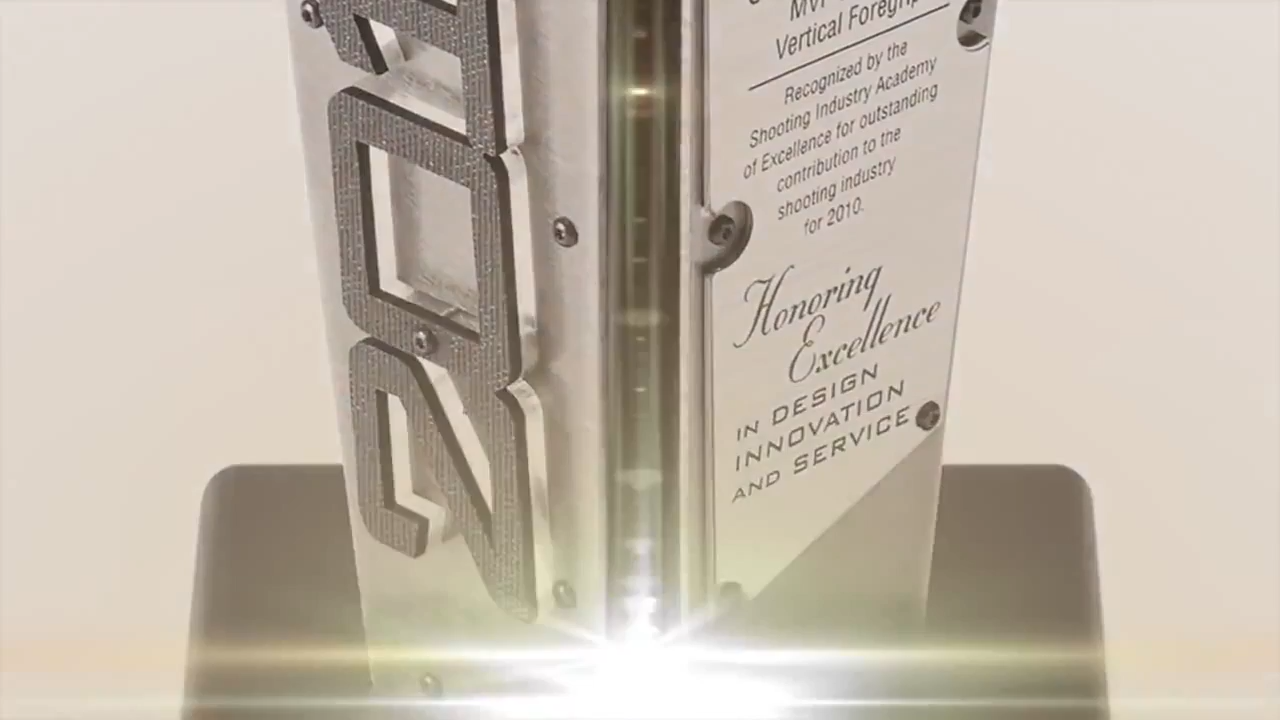 201
MVP
Vertical Foregrip
Recognized by the
Shooting Industry Academy
of Excellence for outstanding
contribution to the
shooting industry
for 2010.
Honoring
Excellence
IN DESIGN
INNOVATION
AND SERVICE